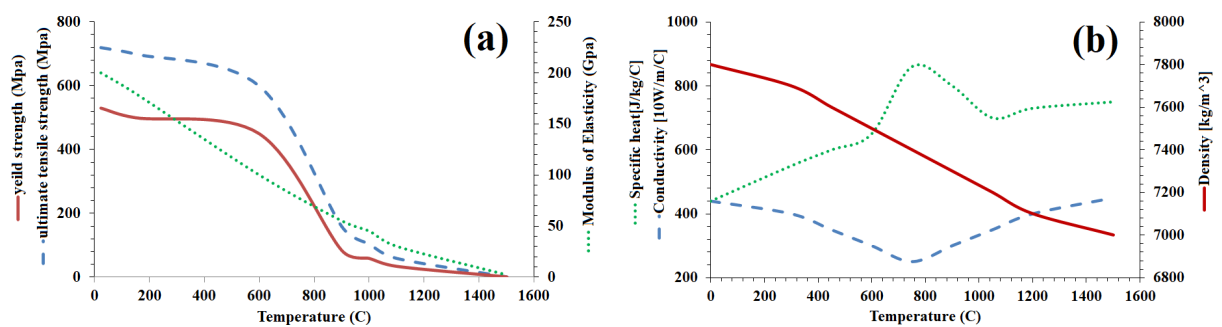 (a)
yeild strength (Mpa)
ultimate tensile strength (Mpa)
800
600
400
200
0
0 200 400 600 800 1000 1200 1400 1600
Temperature (C)
250
200
150
100
50
0
Modulus of Elasticity (Gpa)
(b)
Specific heat[J/kg/C]
Conductivity [10W/m/C]
1000
800
600
400
200
0 200 400 600 800 1000 1200 1400 1600
Temperature (C)
8000
7800
7600
7400
7200
7000
6800
Density [kg/m^3]